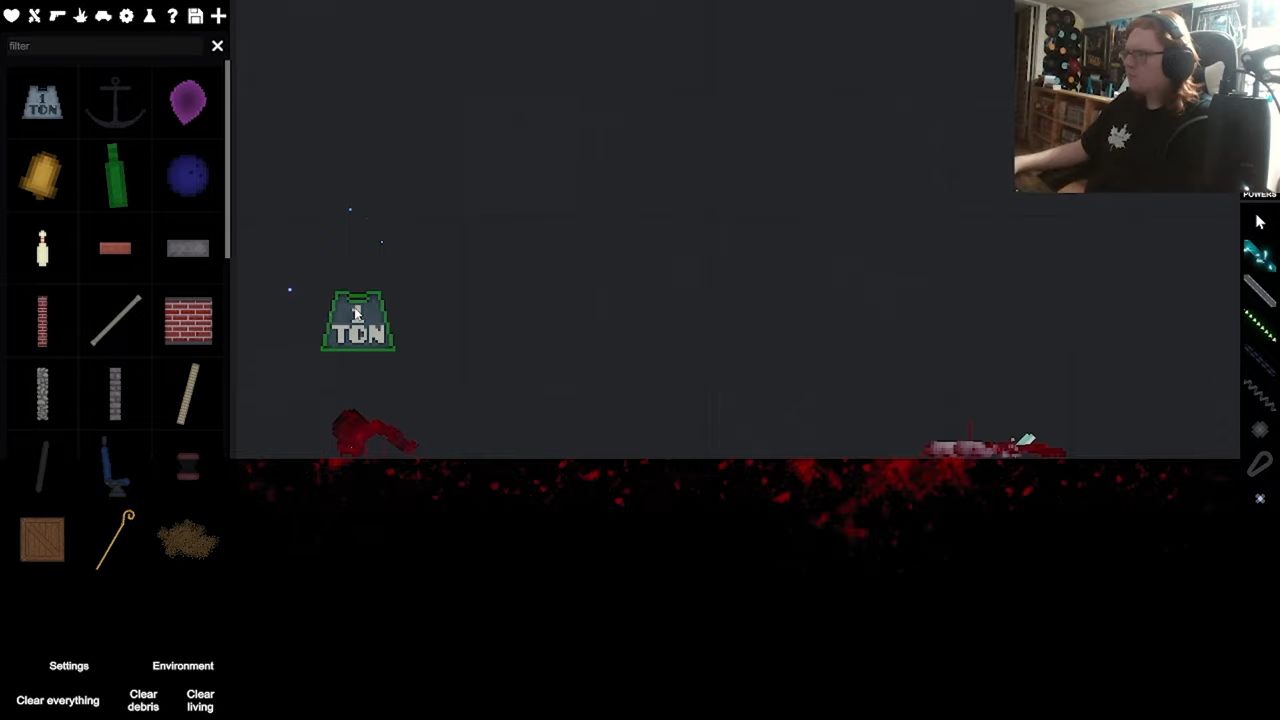 filter
1
TON
1
TON
POWERS
Settings
Environment
Clear everything
Clear
debris
Clear
living